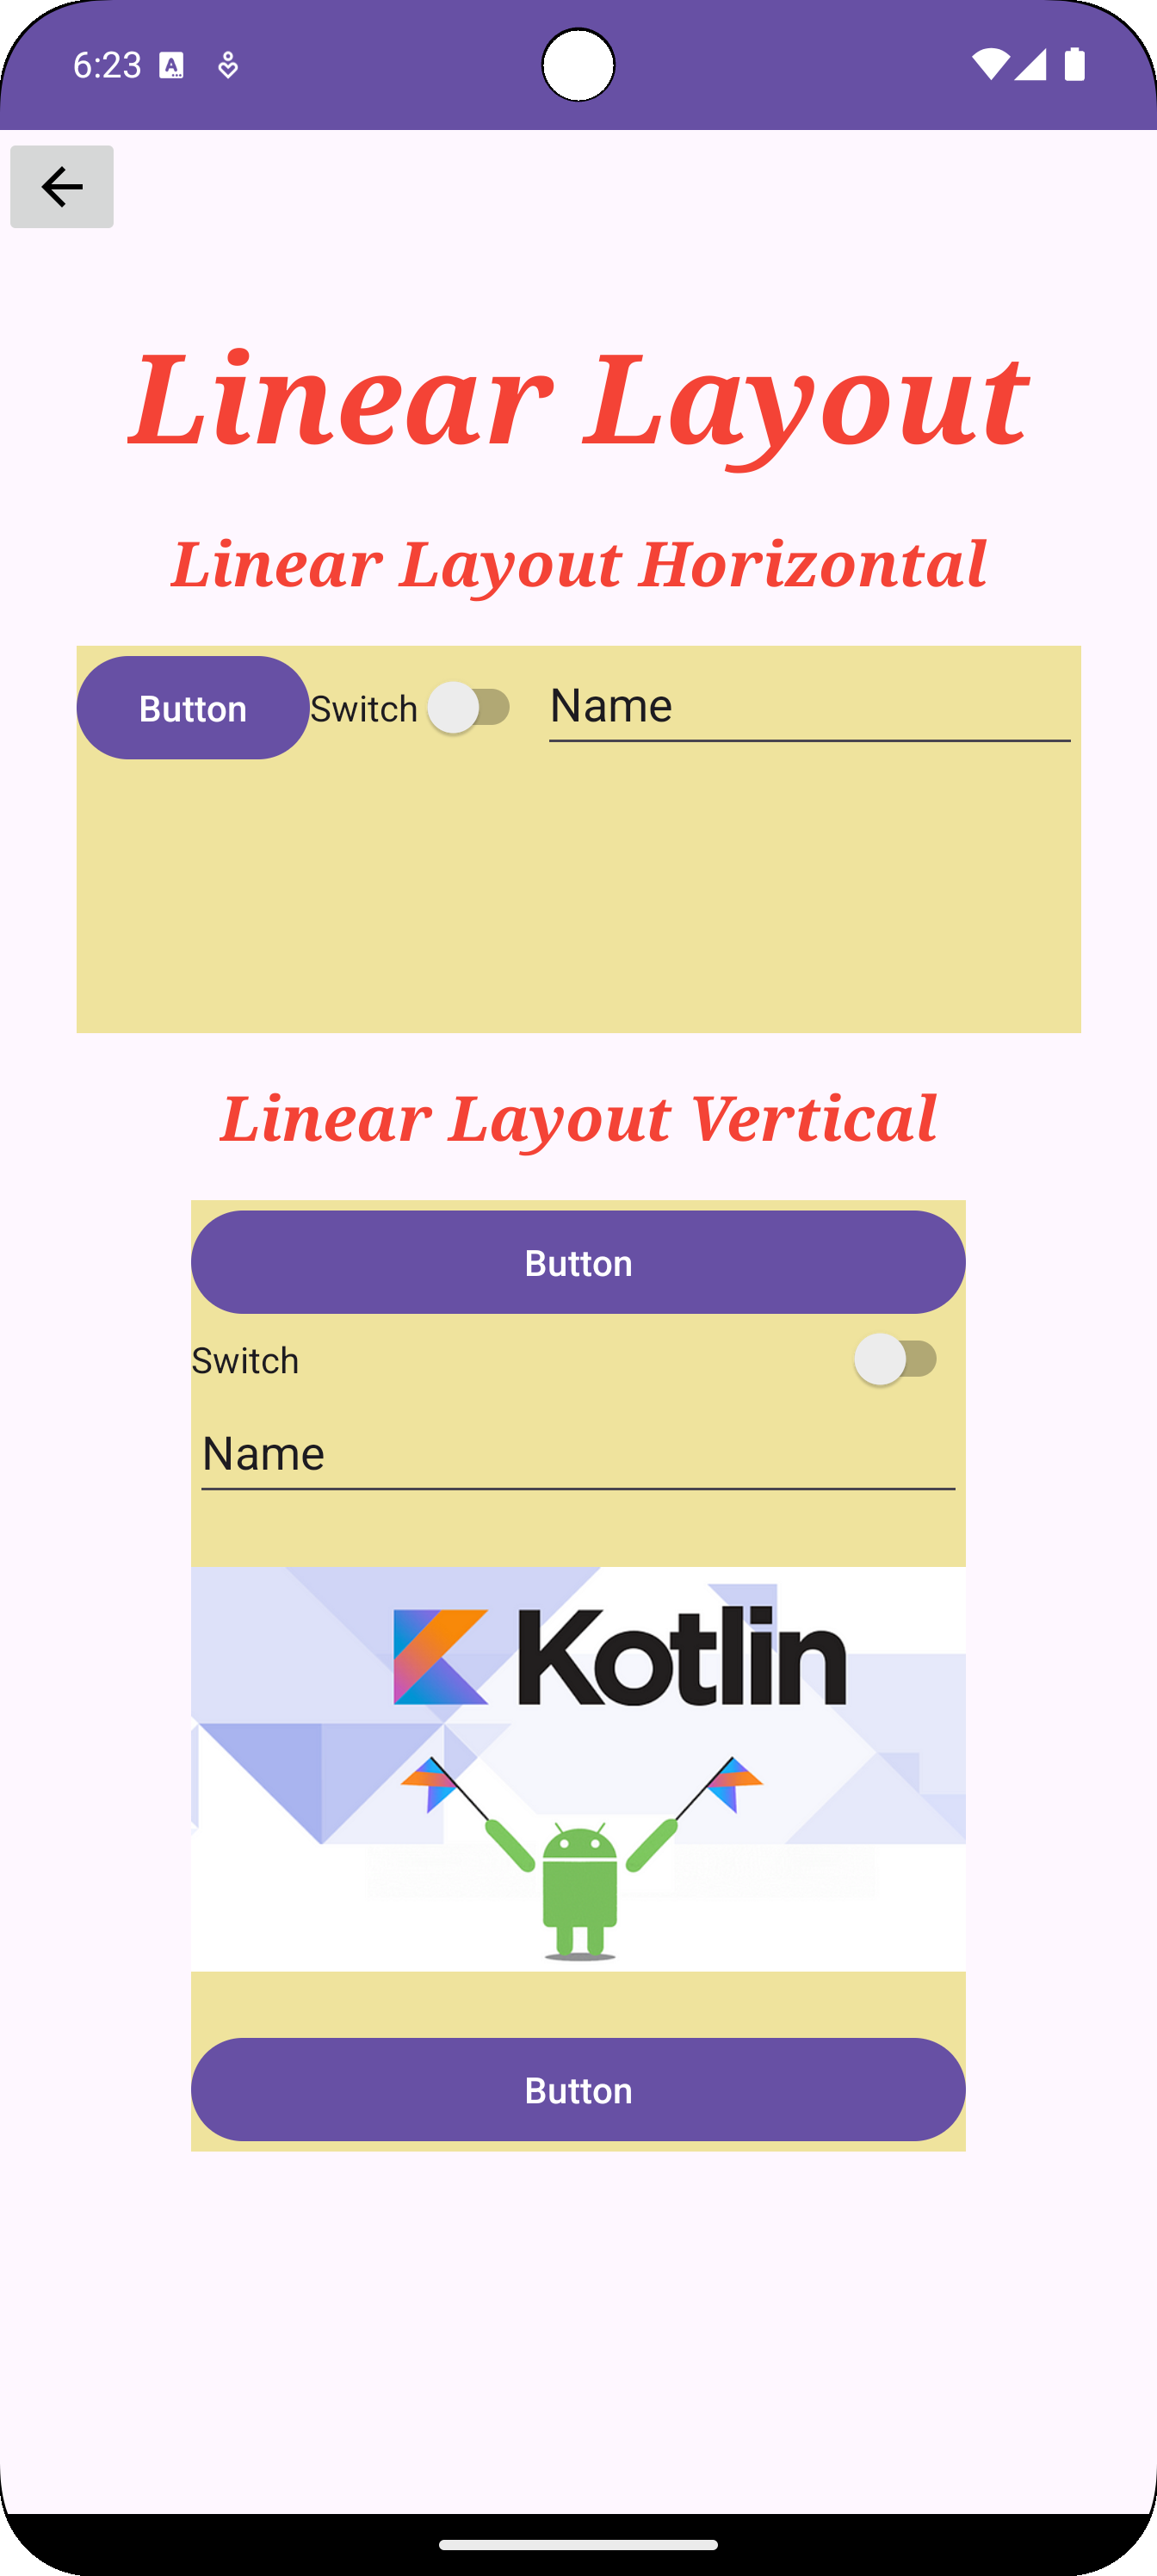 6:23
Linear Layout
Linear Layout Horizontal
Button Switch Name
Linear Layout Vertical
Button
Switch
Name
Kotlin
Button